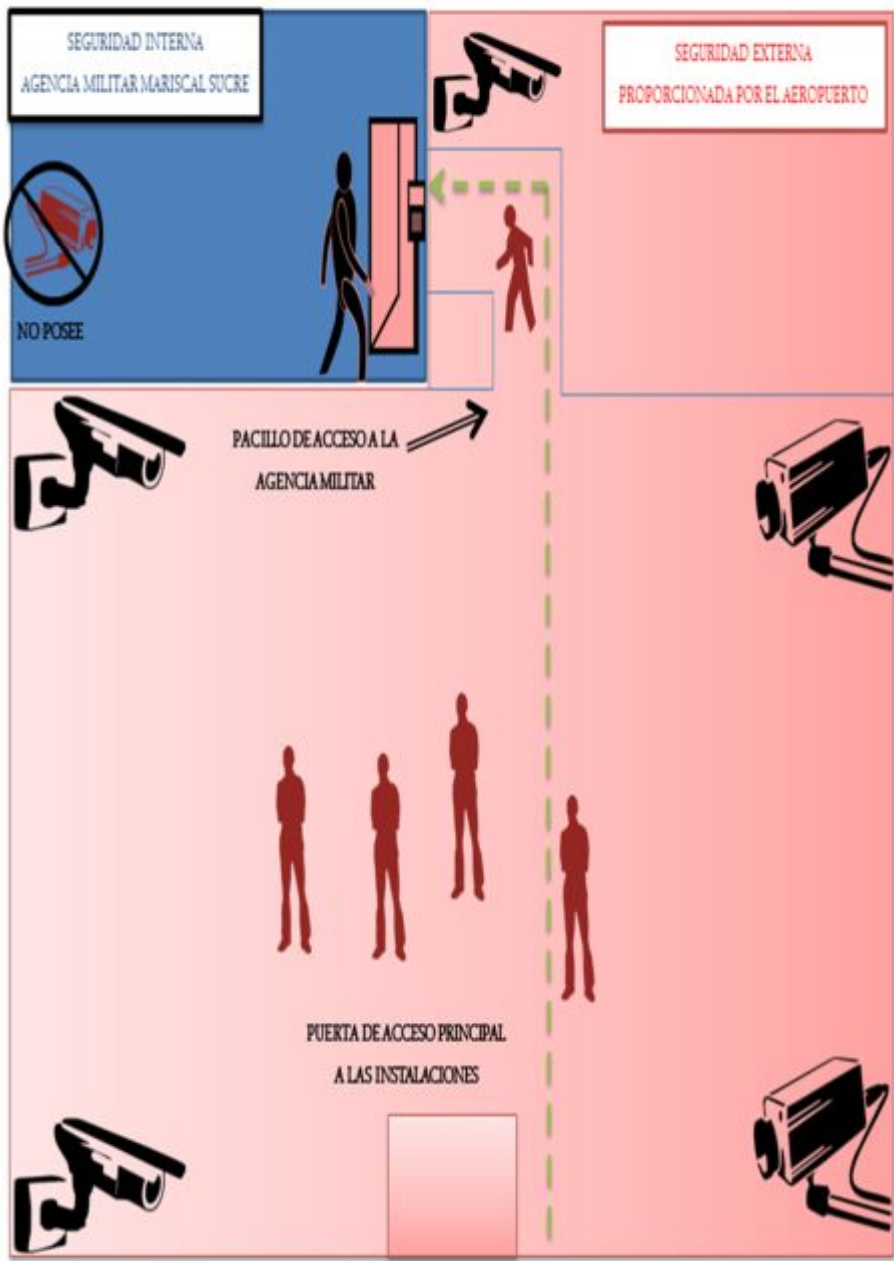 SEGURIDAD INTERNA
AGENCIA MILITAR MARISCAL SUCRE
SEGURIDAD EXTERNA
PROPORCIONADA POR EL AEROPUERTO
NO POSEE
PACILLO DE ACCESO A LA
AGENCIA MILITAR
PUERTA DE ACCESO PRINCIPAL
A LAS INSTALACIONES